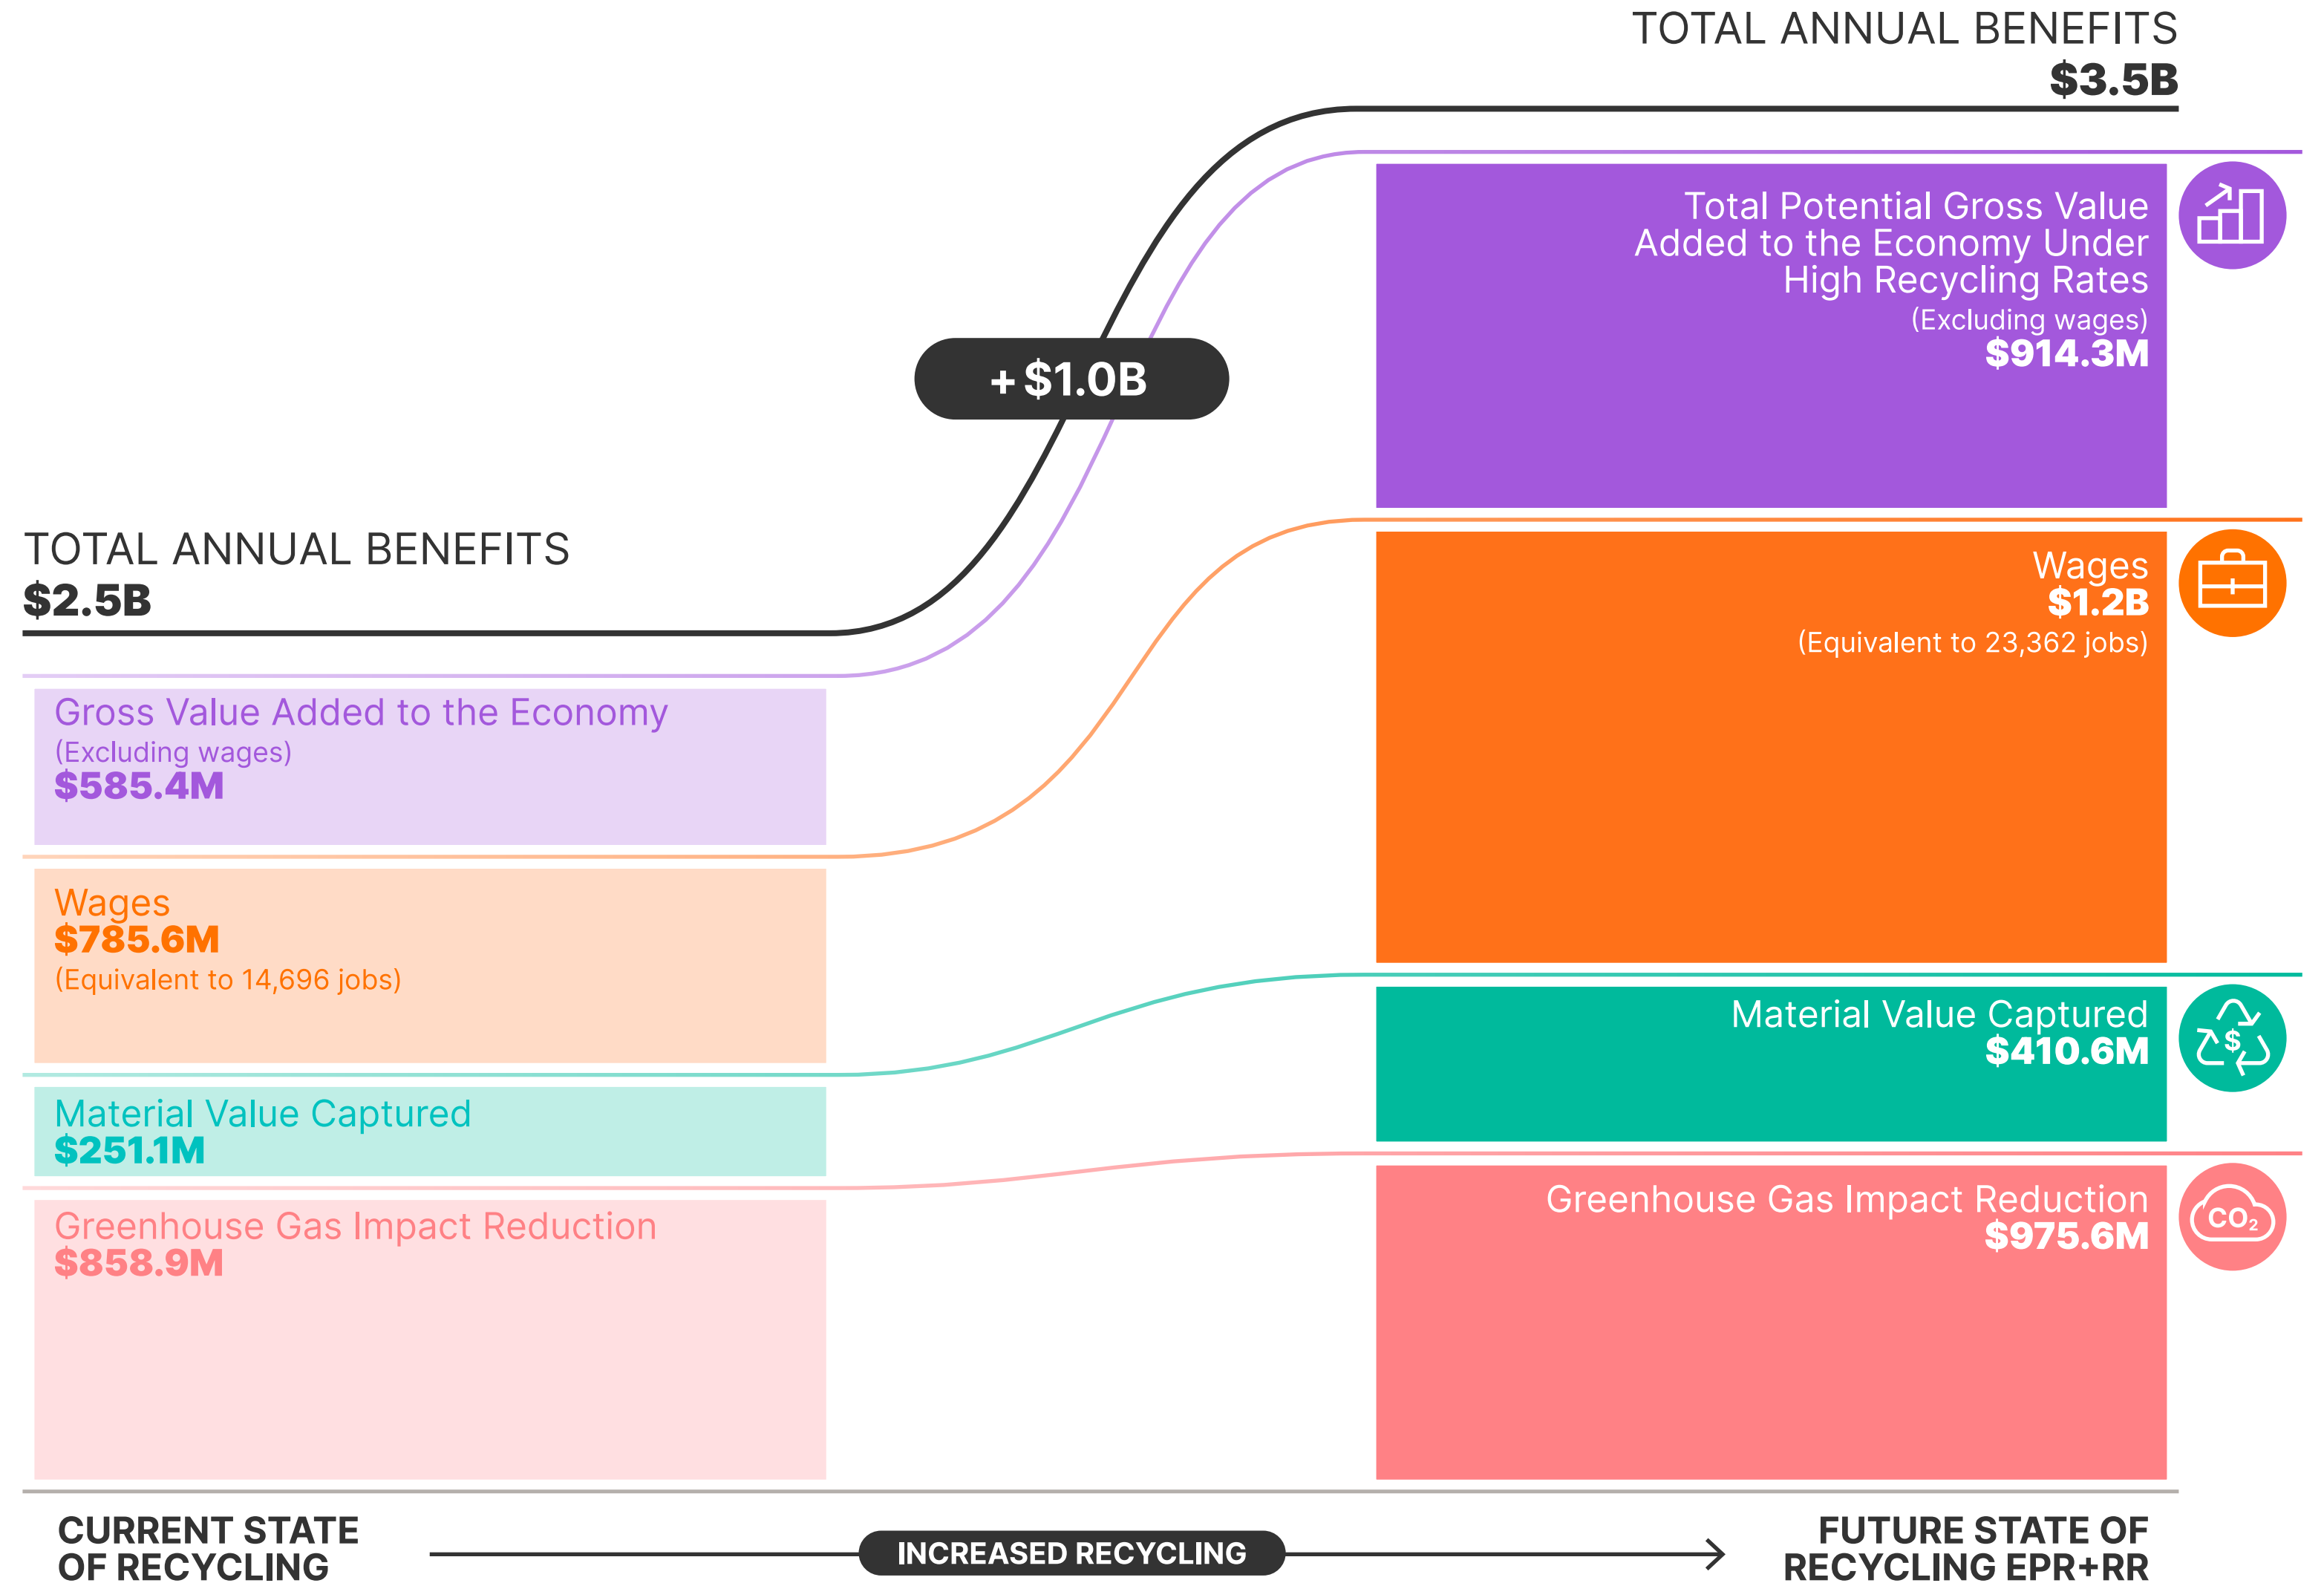 TOTAL ANNUAL BENEFITS
$3.5B
Total Potential Gross Value
Added to the Economy Under
High Recycling Rates
(Excluding wages)
$914.3M
+ $1.0B
TOTAL ANNUAL BENEFITS
$2.5B
Wages
$1.2B
(Equivalent to 23,362 jobs)
Gross Value Added to the Economy
(Excluding wages)
$585.4M
Wages
$785.6M
(Equivalent to 14,696 jobs)
Material Value Captured
$410.6M
$
Material Value Captured
$251.1M
Greenhouse Gas Impact Reduction
$975.6M
CO2
Greenhouse Gas Impact Reduction
$858.9M
CURRENT STATE
OF RECYCLING
INCREASED RECYCLING
FUTURE STATE OF
RECYCLING EPR+RR